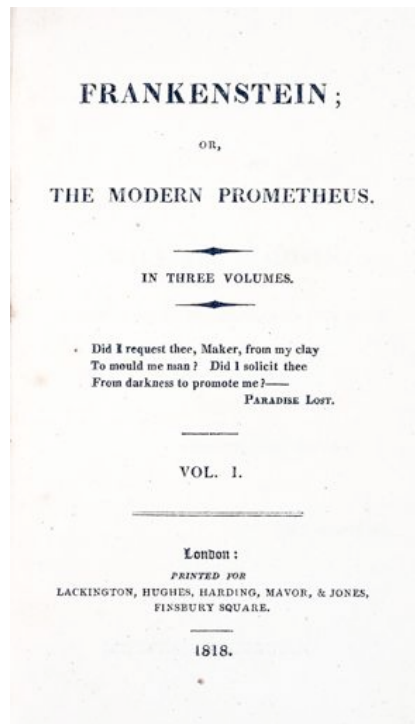 FRANKENSTEIN;
OR,
THE MODERN PROMETHEUS.
IN THREE VOLUMES.
Did I request thee, Maker, from my clay
To mould me man? Did I solicit thee
From darkness to promote me?——
PARADISE LOST.
VOL. I.
London:
PRINTED FOR
LACKINGTON, HUGHES, HARDING, MAVOR, & JONES,
FINSBURY SQUARE.
1818.